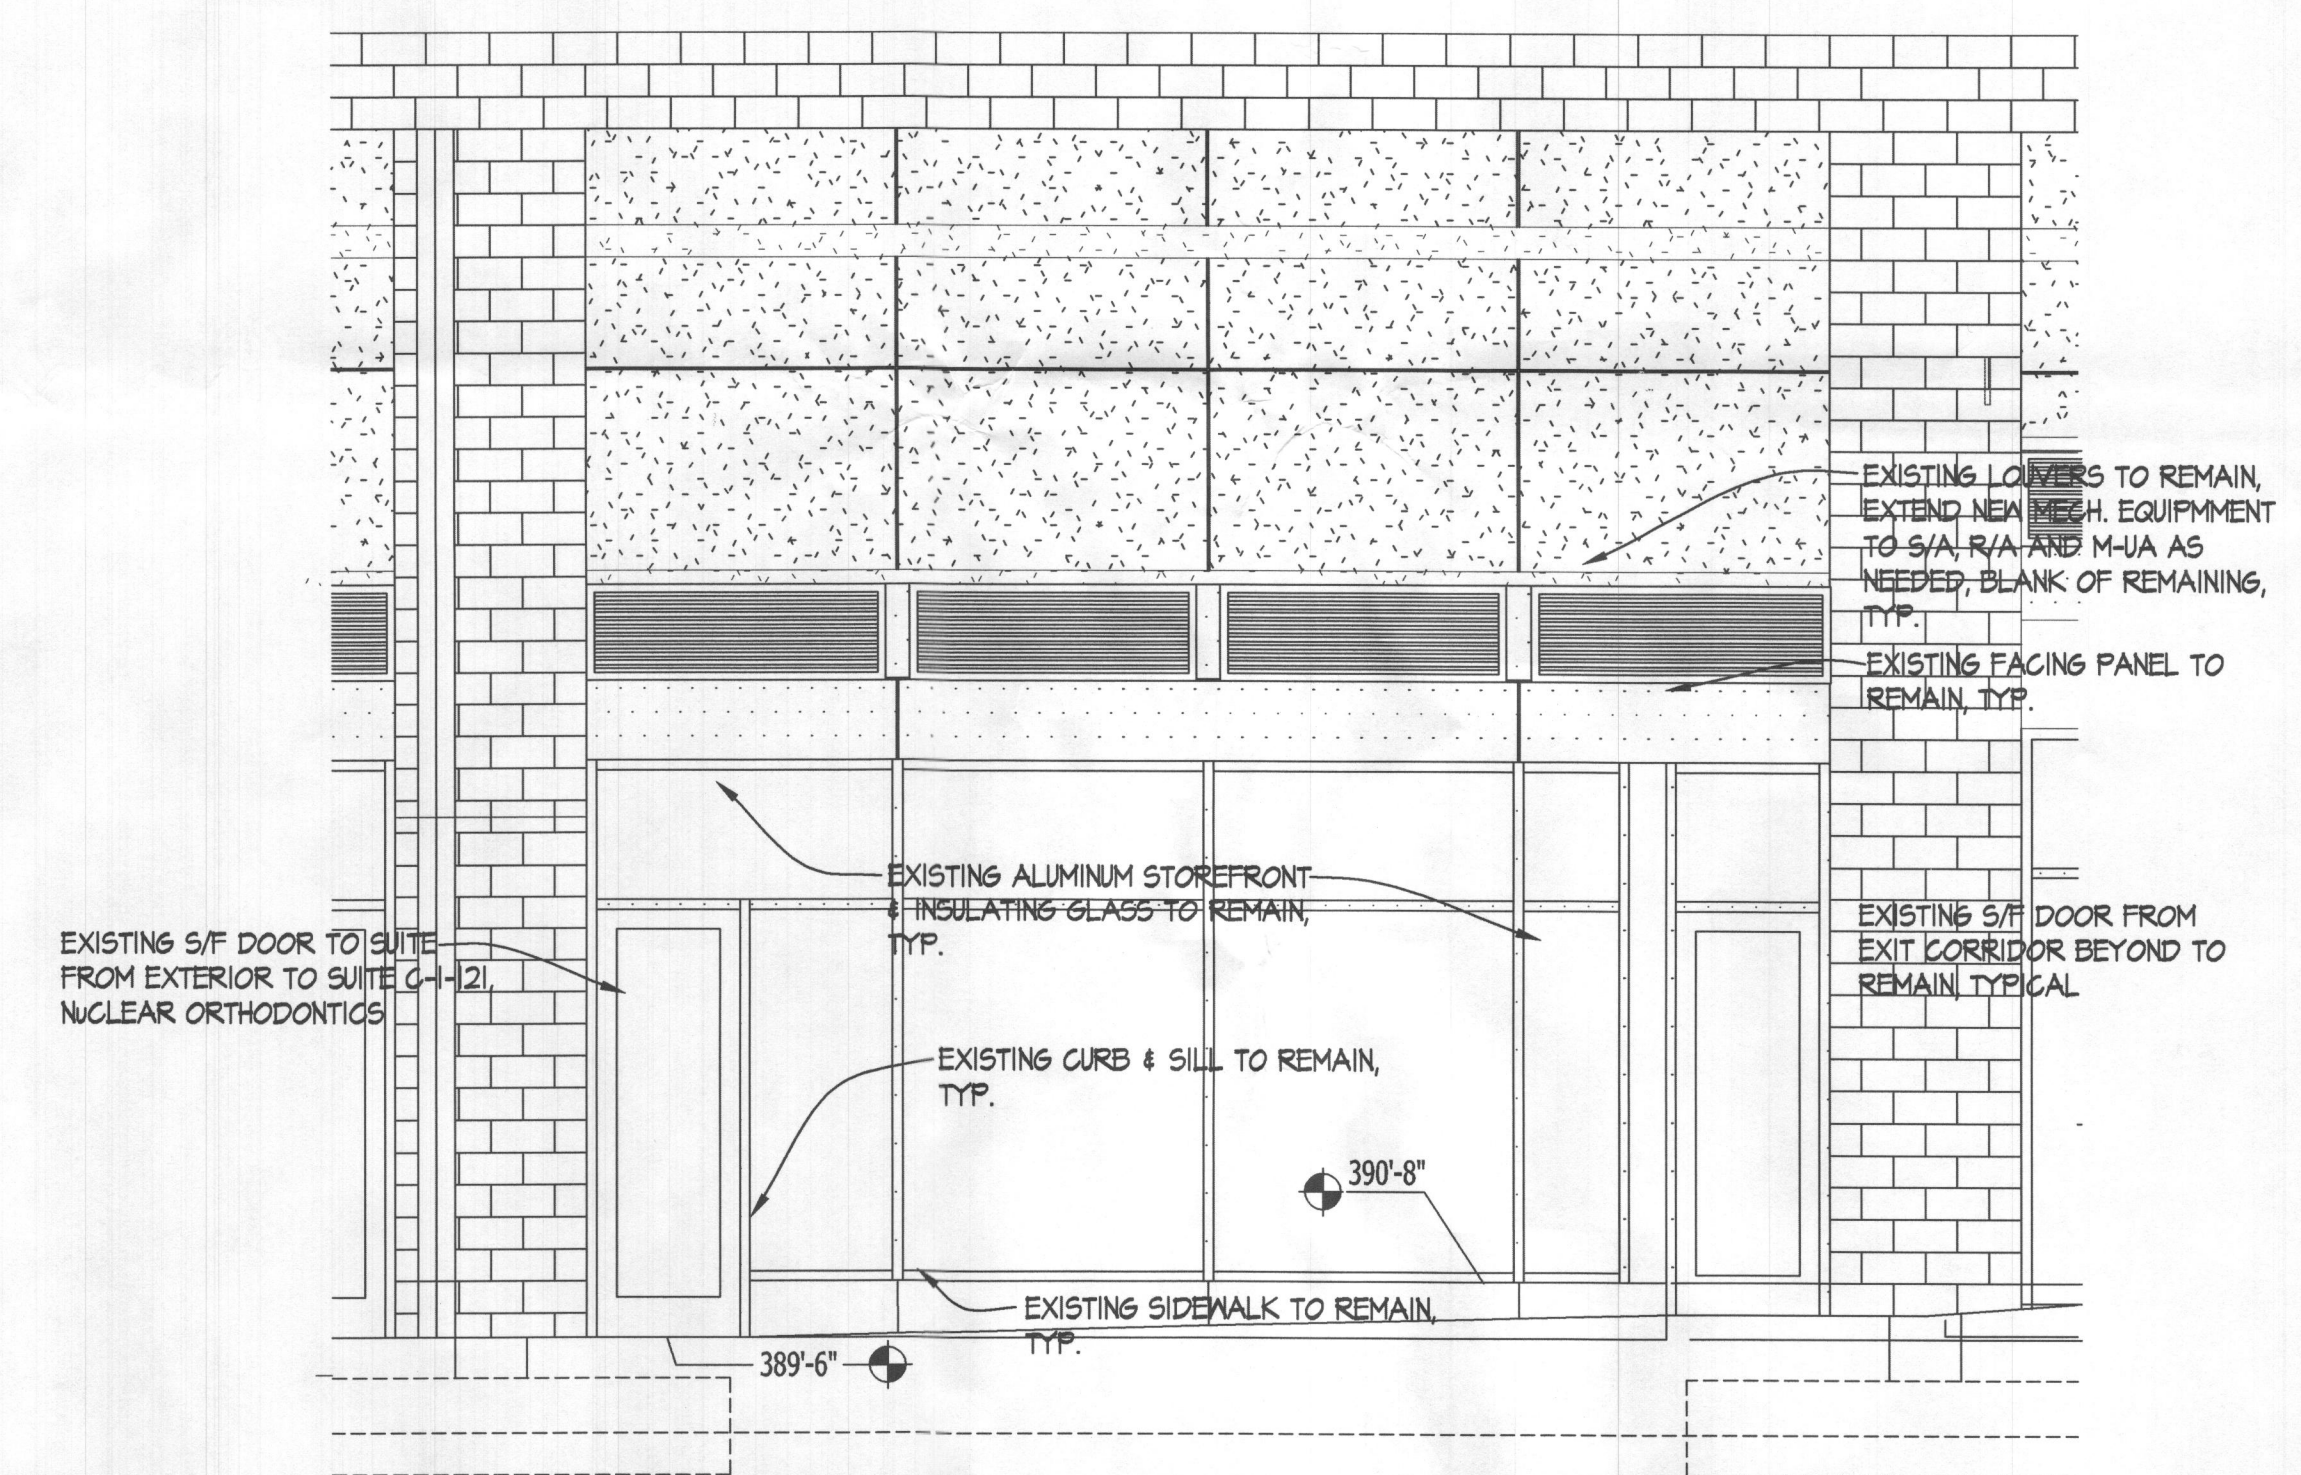 EXISTING LOUVERS TO REMAIN,
EXTEND NEW MECH. EQUIPMMENT
TO S/A, R/A AND M-UA AS
NEEDED, BLANK OF REMAINING,
TYP.
EXISTING FACING PANEL TO
REMAIN, TYP.
EXISTING ALUMINUM STOREFRONT
& INSULATING GLASS TO REMAIN,
TYP.
EXISTING S/F DOOR FROM
EXIT CORRIDOR BEYOND TO
REMAIN, TYPICAL
EXISTING S/F DOOR TO SUITE
FROM EXTERIOR TO SUITE C-1-121,
NuCLEAR ORTHODONTICS
EXISTING CURB & SILL TO REMAIN,
TYP.
390'-8"
EXISTING SIDEWALK TO REMAIN,
TYP.
389'-6"